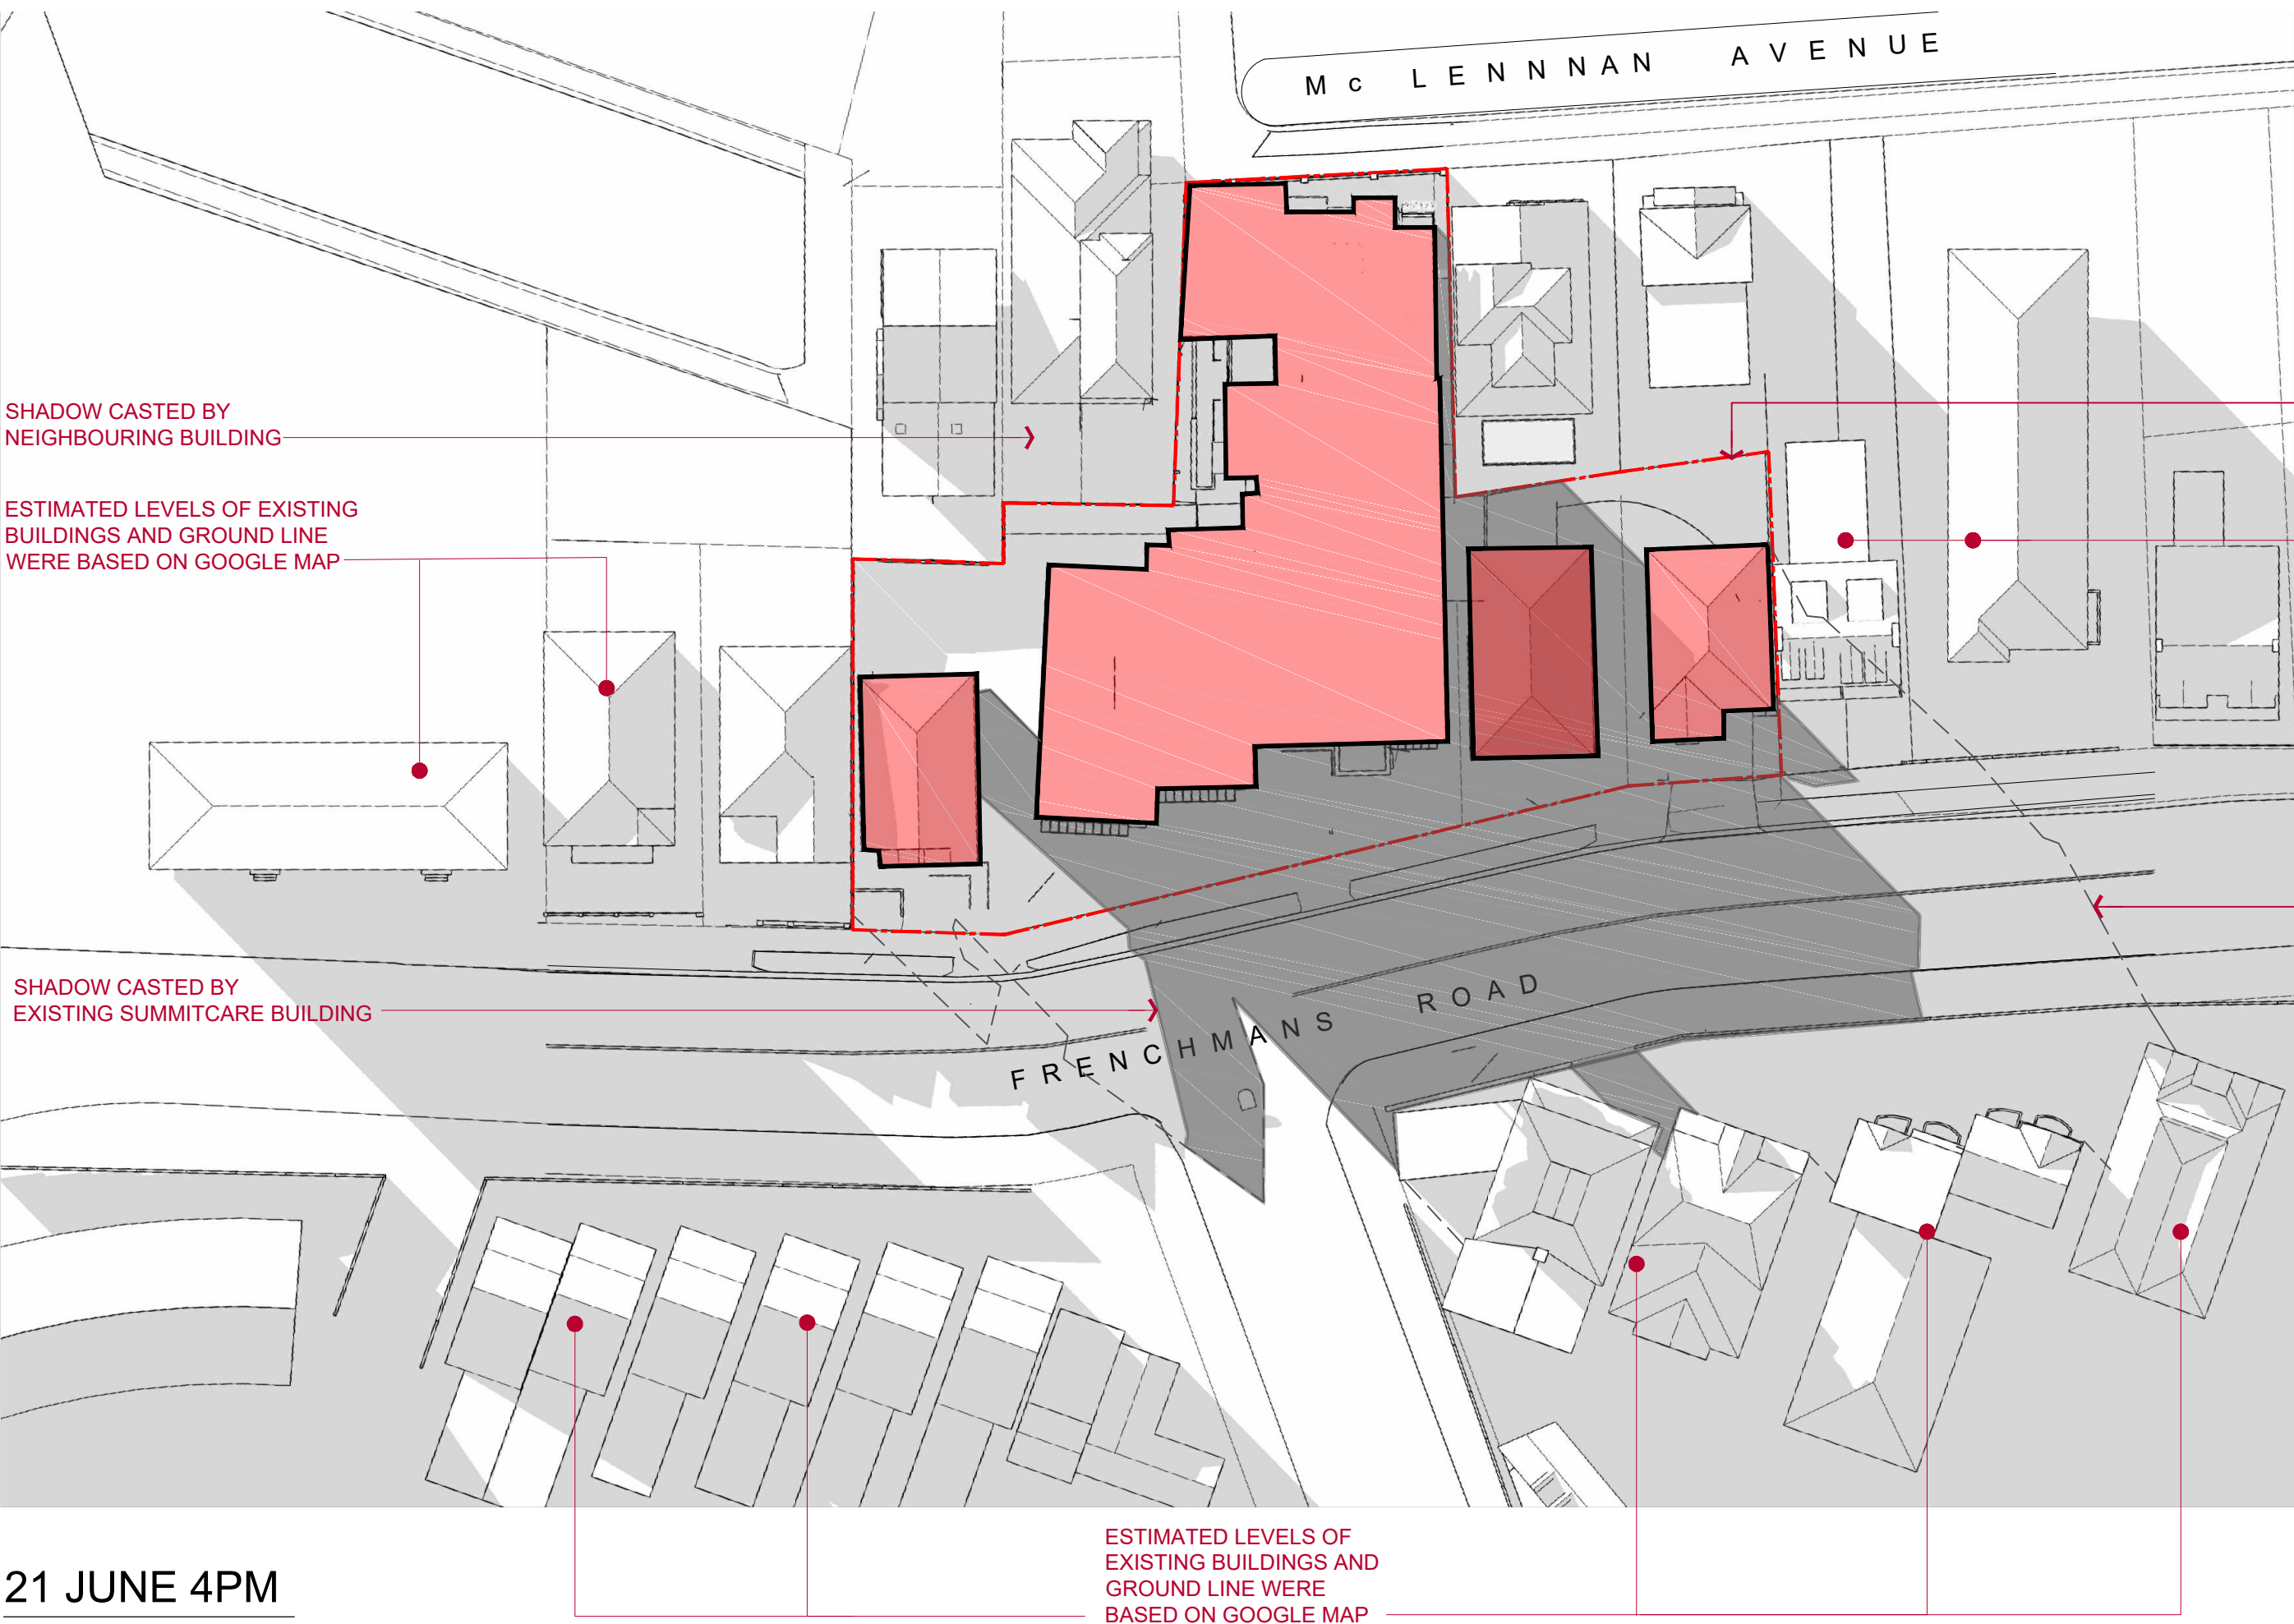 Mc LENNNAN AVENUE
SHADOW CASTED BY
NEIGHBOURING BUILDING
ESTIMATED LEVELS OF EXISTING
BUILDINGS AND GROUND LINE
WERE BASED ON GOOGLE MAP
SHADOW CASTED BY
EXISTING SUMMITCARE BUILDING
FRENCHMANS ROAD
ESTIMATED LEVELS OF
EXISTING BUILDINGS AND
GROUND LINE WERE
BASED ON GOOGLE MAP
21 JUNE 4PM